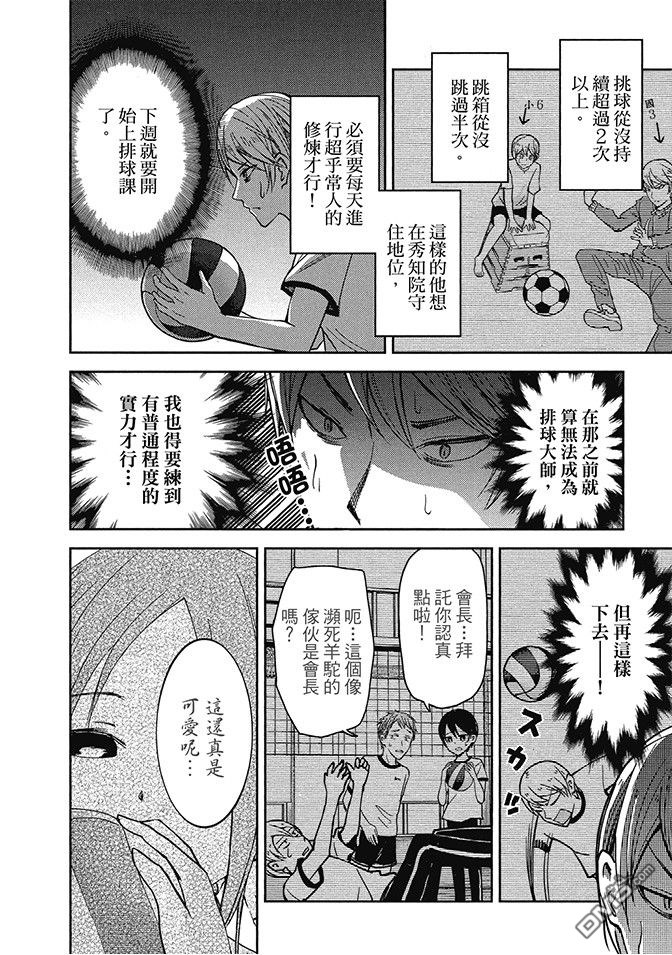 挑球從沒持
續超過2次
以上。
國3
小6
跳箱從沒
跳過半次。
這樣的他想
在秀知院守
住地位，
必須要每天進
行超乎常人的
修煉才行！
下週就要開
始上排球課
了。
在那之前就
算無法成為
排球大師，
唔
唔…
我也得要練到
有普通程度的
實力才行…
但再這樣
下去——！
スズ
會長…拜
託你認真
點啦！
呃…這個像
瀕死羊駝的
傢伙是會長
嗎？
這還真是
可愛呢…